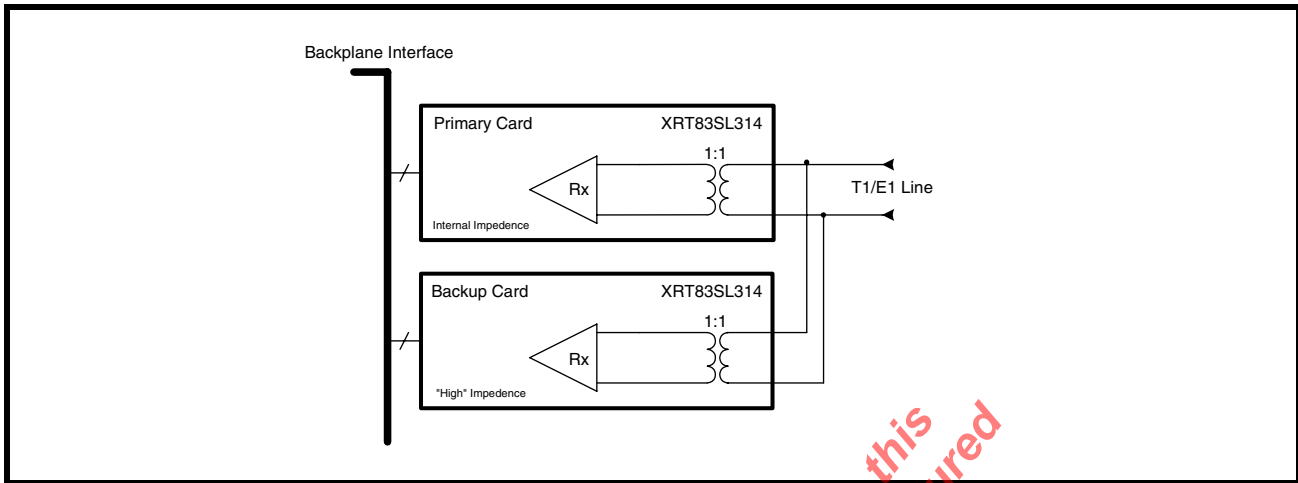 Backplane Interface
Primary Card XRT83SL314
1:1
Rx
T1/E1 Line
Internal Impedence
Backup Card XRT83SL314
1:1
Rx
"High" Impedence
this
ured